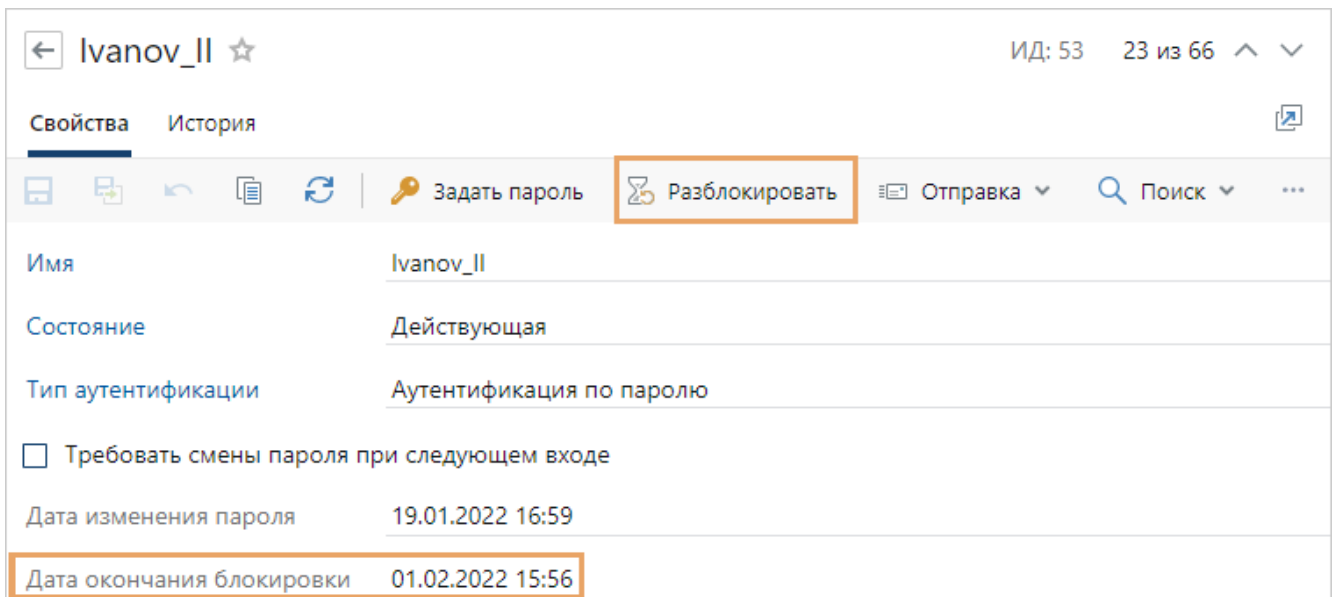 Ivanov_II ИД: 53 23 из 66
Свойства История
Задать пароль Разблокировать Отправка Поиск ...
Имя Ivanov_II
Состояние Действующая
Тип аутентификации Аутентификация по паролю
Требовать смены пароля при следующем входе
Дата изменения пароля 19.01.2022 16:59
Дата окончания блокировки 01.02.2022 15:56